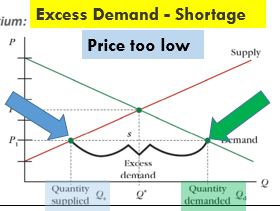 ium:
Excess Demand - Shortage
Price too low
P
Supply
P
s
P₁
Demand
Excess
demand
Quantity
supplied Qₛ
Q*
Quantity
demanded Q_d
Q